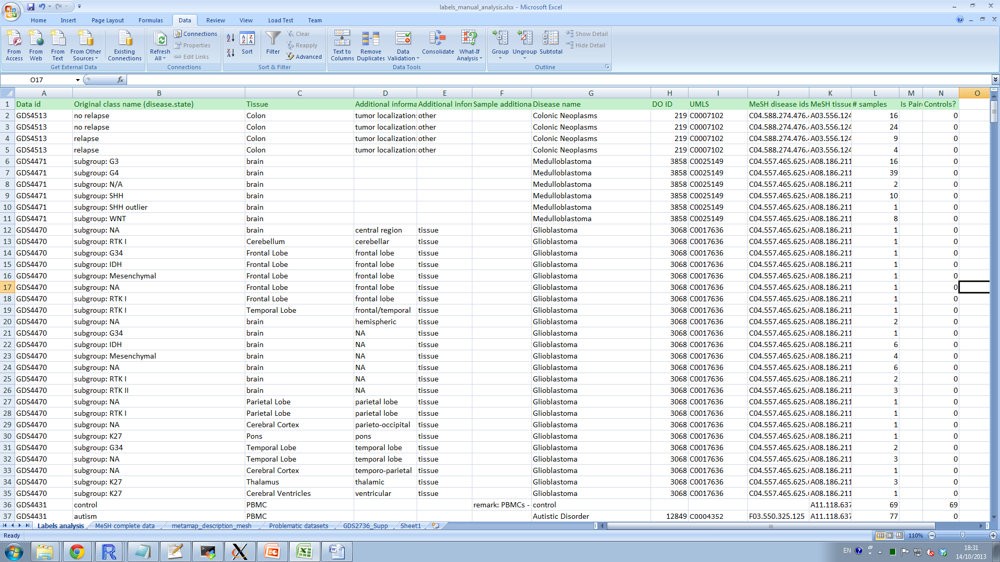 labels_manual_analysis.xlsx - Microsoft Excel
Home Insert Page Layout Formulas Data Review View Load Test Team
From Access From Web From Text From Other Sources Existing Connections Refresh All Connections Properties Edit Links Sort Filter Clear Reapply Advanced Text to Columns Remove Duplicates Data Validation Consolidate What-If Analysis Group Ungroup Subtotal Show Detail Hide Detail
Get External Data Connections Sort & Filter Data Tools Outline
O17 fx
A B C D E F G H I J K L M N O
1 Data id Original class name (disease.state) Tissue Additional informa Additional inforr Sample additiona Disease name DO ID UMLS MeSH disease ids MeSH tissue # samples Is Pair Controls?
2 GDS4513 no relapse Colon tumor localization: other Colonic Neoplasms 219 C0007102 C04.588.274.476. A03.556.124 16 0
3 GDS4513 no relapse Colon tumor localization: other Colonic Neoplasms 219 C0007102 C04.588.274.476. A03.556.124 24 0
4 GDS4513 relapse Colon tumor localization: other Colonic Neoplasms 219 C0007102 C04.588.274.476. A03.556.124 9 0
5 GDS4513 relapse Colon tumor localization: other Colonic Neoplasms 219 C0007102 C04.588.274.476. A03.556.124 4 0
6 GDS4471 subgroup: G3 brain Medulloblastoma 3858 C0025149 C04.557.465.625. A08.186.211 16 0
7 GDS4471 subgroup: G4 brain Medulloblastoma 3858 C0025149 C04.557.465.625. A08.186.211 39 0
8 GDS4471 subgroup: N/A brain Medulloblastoma 3858 C0025149 C04.557.465.625. A08.186.211 2 0
9 GDS4471 subgroup: SHH brain Medulloblastoma 3858 C0025149 C04.557.465.625. A08.186.211 10 0
10 GDS4471 subgroup: SHH outlier brain Medulloblastoma 3858 C0025149 C04.557.465.625. A08.186.211 1 0
11 GDS4471 subgroup: WNT brain Medulloblastoma 3858 C0025149 C04.557.465.625. A08.186.211 8 0
12 GDS4470 subgroup: NA brain central region tissue Glioblastoma 3068 C0017636 C04.557.465.625. A08.186.211 1 0
13 GDS4470 subgroup: RTK I Cerebellum cerebellar tissue Glioblastoma 3068 C0017636 C04.557.465.625. A08.186.211 1 0
14 GDS4470 subgroup: G34 Frontal Lobe frontal lobe tissue Glioblastoma 3068 C0017636 C04.557.465.625. A08.186.211 1 0
15 GDS4470 subgroup: IDH Frontal Lobe frontal lobe tissue Glioblastoma 3068 C0017636 C04.557.465.625. A08.186.211 1 0
16 GDS4470 subgroup: Mesenchymal Frontal Lobe frontal lobe tissue Glioblastoma 3068 C0017636 C04.557.465.625. A08.186.211 1 0
17 GDS4470 subgroup: NA Frontal Lobe frontal lobe tissue Glioblastoma 3068 C0017636 C04.557.465.625. A08.186.211 1 0
18 GDS4470 subgroup: RTK I Frontal Lobe frontal lobe tissue Glioblastoma 3068 C0017636 C04.557.465.625. A08.186.211 1 0
19 GDS4470 subgroup: RTK I Temporal Lobe frontal/temporal tissue Glioblastoma 3068 C0017636 C04.557.465.625. A08.186.211 1 0
20 GDS4470 subgroup: NA brain hemispheric tissue Glioblastoma 3068 C0017636 C04.557.465.625. A08.186.211 2 0
21 GDS4470 subgroup: G34 brain NA tissue Glioblastoma 3068 C0017636 C04.557.465.625. A08.186.211 1 0
22 GDS4470 subgroup: IDH brain NA tissue Glioblastoma 3068 C0017636 C04.557.465.625. A08.186.211 6 0
23 GDS4470 subgroup: Mesenchymal brain NA tissue Glioblastoma 3068 C0017636 C04.557.465.625. A08.186.211 4 0
24 GDS4470 subgroup: NA brain NA tissue Glioblastoma 3068 C0017636 C04.557.465.625. A08.186.211 6 0
25 GDS4470 subgroup: RTK I brain NA tissue Glioblastoma 3068 C0017636 C04.557.465.625. A08.186.211 2 0
26 GDS4470 subgroup: RTK II brain NA tissue Glioblastoma 3068 C0017636 C04.557.465.625. A08.186.211 3 0
27 GDS4470 subgroup: NA Parietal Lobe parietal lobe tissue Glioblastoma 3068 C0017636 C04.557.465.625. A08.186.211 1 0
28 GDS4470 subgroup: RTK I Parietal Lobe parietal lobe tissue Glioblastoma 3068 C0017636 C04.557.465.625. A08.186.211 1 0
29 GDS4470 subgroup: NA Cerebral Cortex parieto-occipital tissue Glioblastoma 3068 C0017636 C04.557.465.625. A08.186.211 1 0
30 GDS4470 subgroup: K27 Pons pons tissue Glioblastoma 3068 C0017636 C04.557.465.625. A08.186.211 1 0
31 GDS4470 subgroup: G34 Temporal Lobe temporal lobe tissue Glioblastoma 3068 C0017636 C04.557.465.625. A08.186.211 2 0
32 GDS4470 subgroup: NA Temporal Lobe temporal lobe tissue Glioblastoma 3068 C0017636 C04.557.465.625. A08.186.211 3 0
33 GDS4470 subgroup: NA Cerebral Cortex temporo-parietal tissue Glioblastoma 3068 C0017636 C04.557.465.625. A08.186.211 1 0
34 GDS4470 subgroup: K27 Thalamus thalamic tissue Glioblastoma 3068 C0017636 C04.557.465.625. A08.186.211 3 0
35 GDS4470 subgroup: K27 Cerebral Ventricles ventricular tissue Glioblastoma 3068 C0017636 C04.557.465.625. A08.186.211 1 0
36 GDS4431 control PBMC remark: PBMCs - control A11.118.637 69 69
37 GDS4431 autism PBMC Autistic Disorder 12849 C0004352 F03.550.325.125 A11.118.637 77 0
Labels analysis MeSH complete data metamap_description_mesh Problematic datasets GDS2736_Supp Sheet1
Ready 110%
EN 18:31
14/10/2013